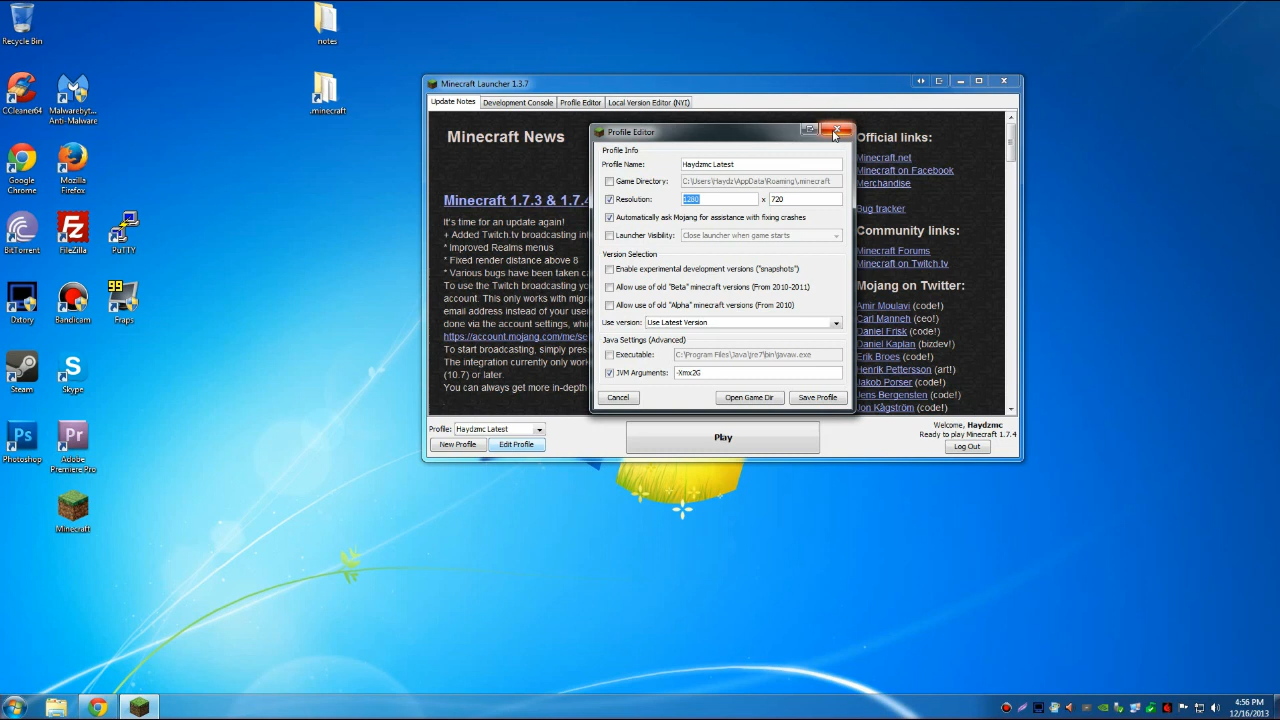 Recycle Bin
notes
CCleaner64
Malwarebyt...
Anti-Malware
.minecraft
Google
Chrome
Mozilla
Firefox
BitTorrent
FileZilla
PuTTY
Dxtory
Bandicam
99
Fraps
Steam
Skype
Ps
Photoshop
Pr
Adobe
Premiere Pro
Minecraft
Minecraft Launcher 1.3.7
Update Notes
Development Console
Profile Editor
Local Version Editor (NYI)
Minecraft News
Minecraft 1.7.3 & 1.7.4
It's time for an update again!
+ Added Twitch.tv broadcasting int
* Improved Realms menus
* Fixed render distance above 8
* Various bugs have been taken ca
To use the Twitch broadcasting yo
account. This only works with migr
email address instead of your user
done via the account settings, whic
https://account.mojang.com/me/se
To start broadcasting, simply press
The integration currently only work
(10.7) or later.
You can always get more in-depth
Profile Editor
Profile Info
Profile Name: Haydzmc Latest
Game Directory: C:\Users\Haydz\AppData\Roaming\.minecraft
Resolution: 1280 x 720
Automatically ask Mojang for assistance with fixing crashes
Launcher Visibility: Close launcher when game starts
Version Selection
Enable experimental development versions ("snapshots")
Allow use of old "Beta" minecraft versions (From 2010-2011)
Allow use of old "Alpha" minecraft versions (From 2010)
Use version: Use Latest Version
Java Settings (Advanced)
Executable: C:\Program Files\Java\jre7\bin\javaw.exe
JVM Arguments: -Xmx2G
Cancel
Open Game Dir
Save Profile
Official links:
Minecraft.net
Minecraft on Facebook
Merchandise
Bug tracker
Community links:
Minecraft Forums
Minecraft on Twitch.tv
Mojang on Twitter:
Amir Moulavi (code!)
Carl Manneh (ceo!)
Daniel Frisk (code!)
Daniel Kaplan (bizdev!)
Erik Broes (code!)
Henrik Pettersson (art!)
Jakob Porser (code!)
Jens Bergensten (code!)
Jon Kågström (code!)
Profile: Haydzmc Latest
New Profile
Edit Profile
Play
Welcome, Haydzmc
Ready to play Minecraft 1.7.4
Log Out
4:56 PM
12/16/2013